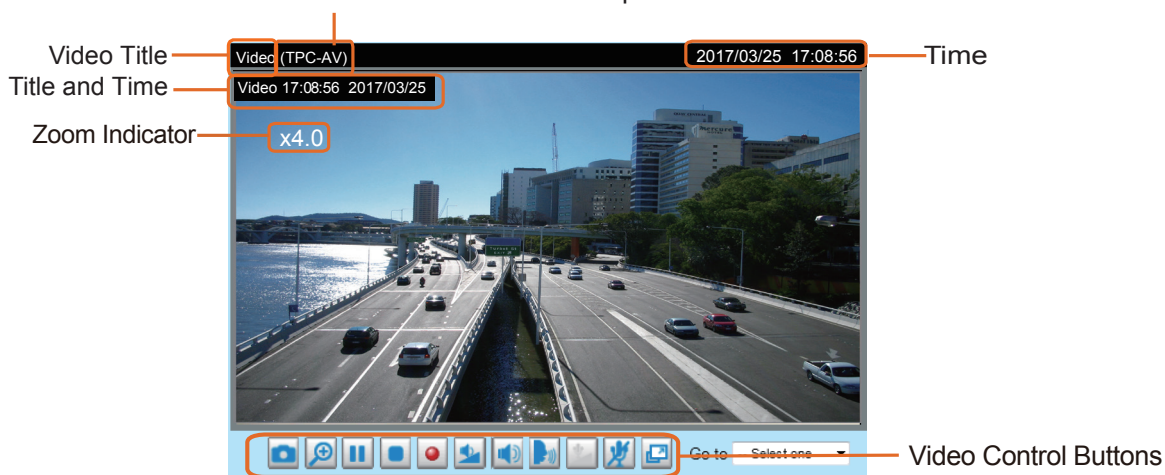 Video Title
Video (TPC-AV)
2017/03/25 17:08:56
Time
Title and Time
Video 17:08:56 2017/03/25
Zoom Indicator
x4.0
mercure
Go to
Select one
Video Control Buttons